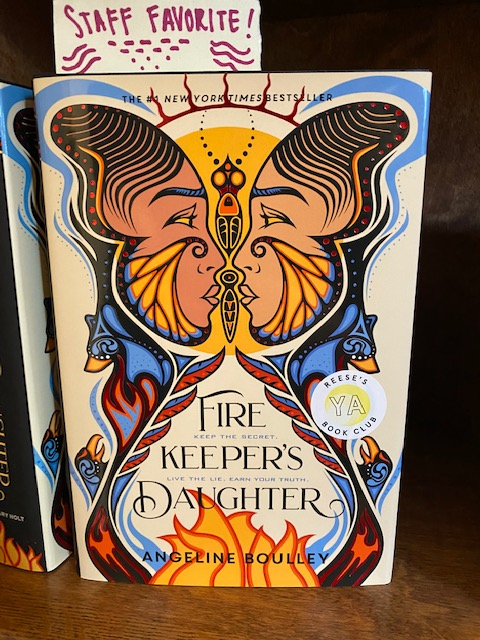 STAFF FAVORITE!
THE #1 NEW YORK TIMES BESTSELLER
REESE'S
YA
BOOK CLUB
FIRE
KEEP THE SECRET.
KEEPER'S
LIVE THE LIE. EARN YOUR TRUTH.
DAUGHTER
ANGELINE BOULLEY